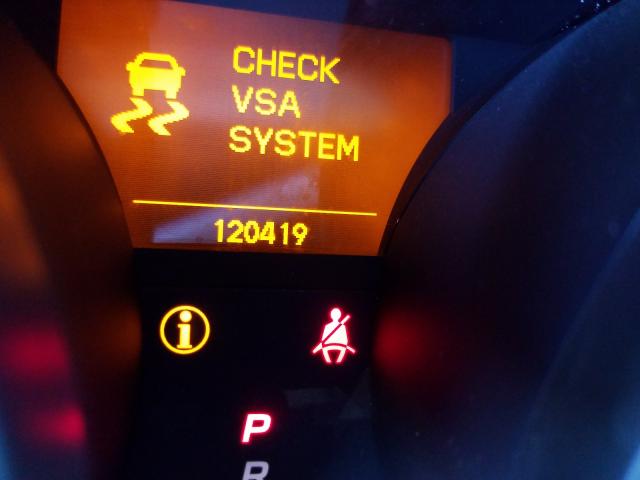 CHECK
VSA
SYSTEM
120419
i
P
R